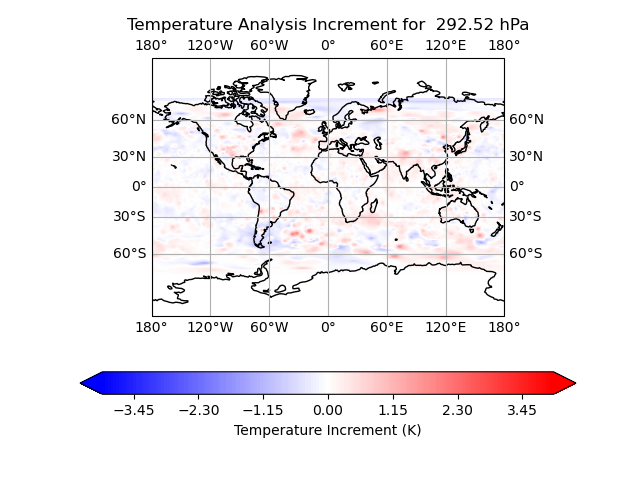 Temperature Analysis Increment for  292.52 hPa
180° 120°W 60°W 0° 60°E 120°E 180°
60°N 60°N
30°N 30°N
0° 0°
30°S 30°S
60°S 60°S
180° 120°W 60°W 0° 60°E 120°E 180°
−3.45 −2.30 −1.15 0.00 1.15 2.30 3.45
Temperature Increment (K)